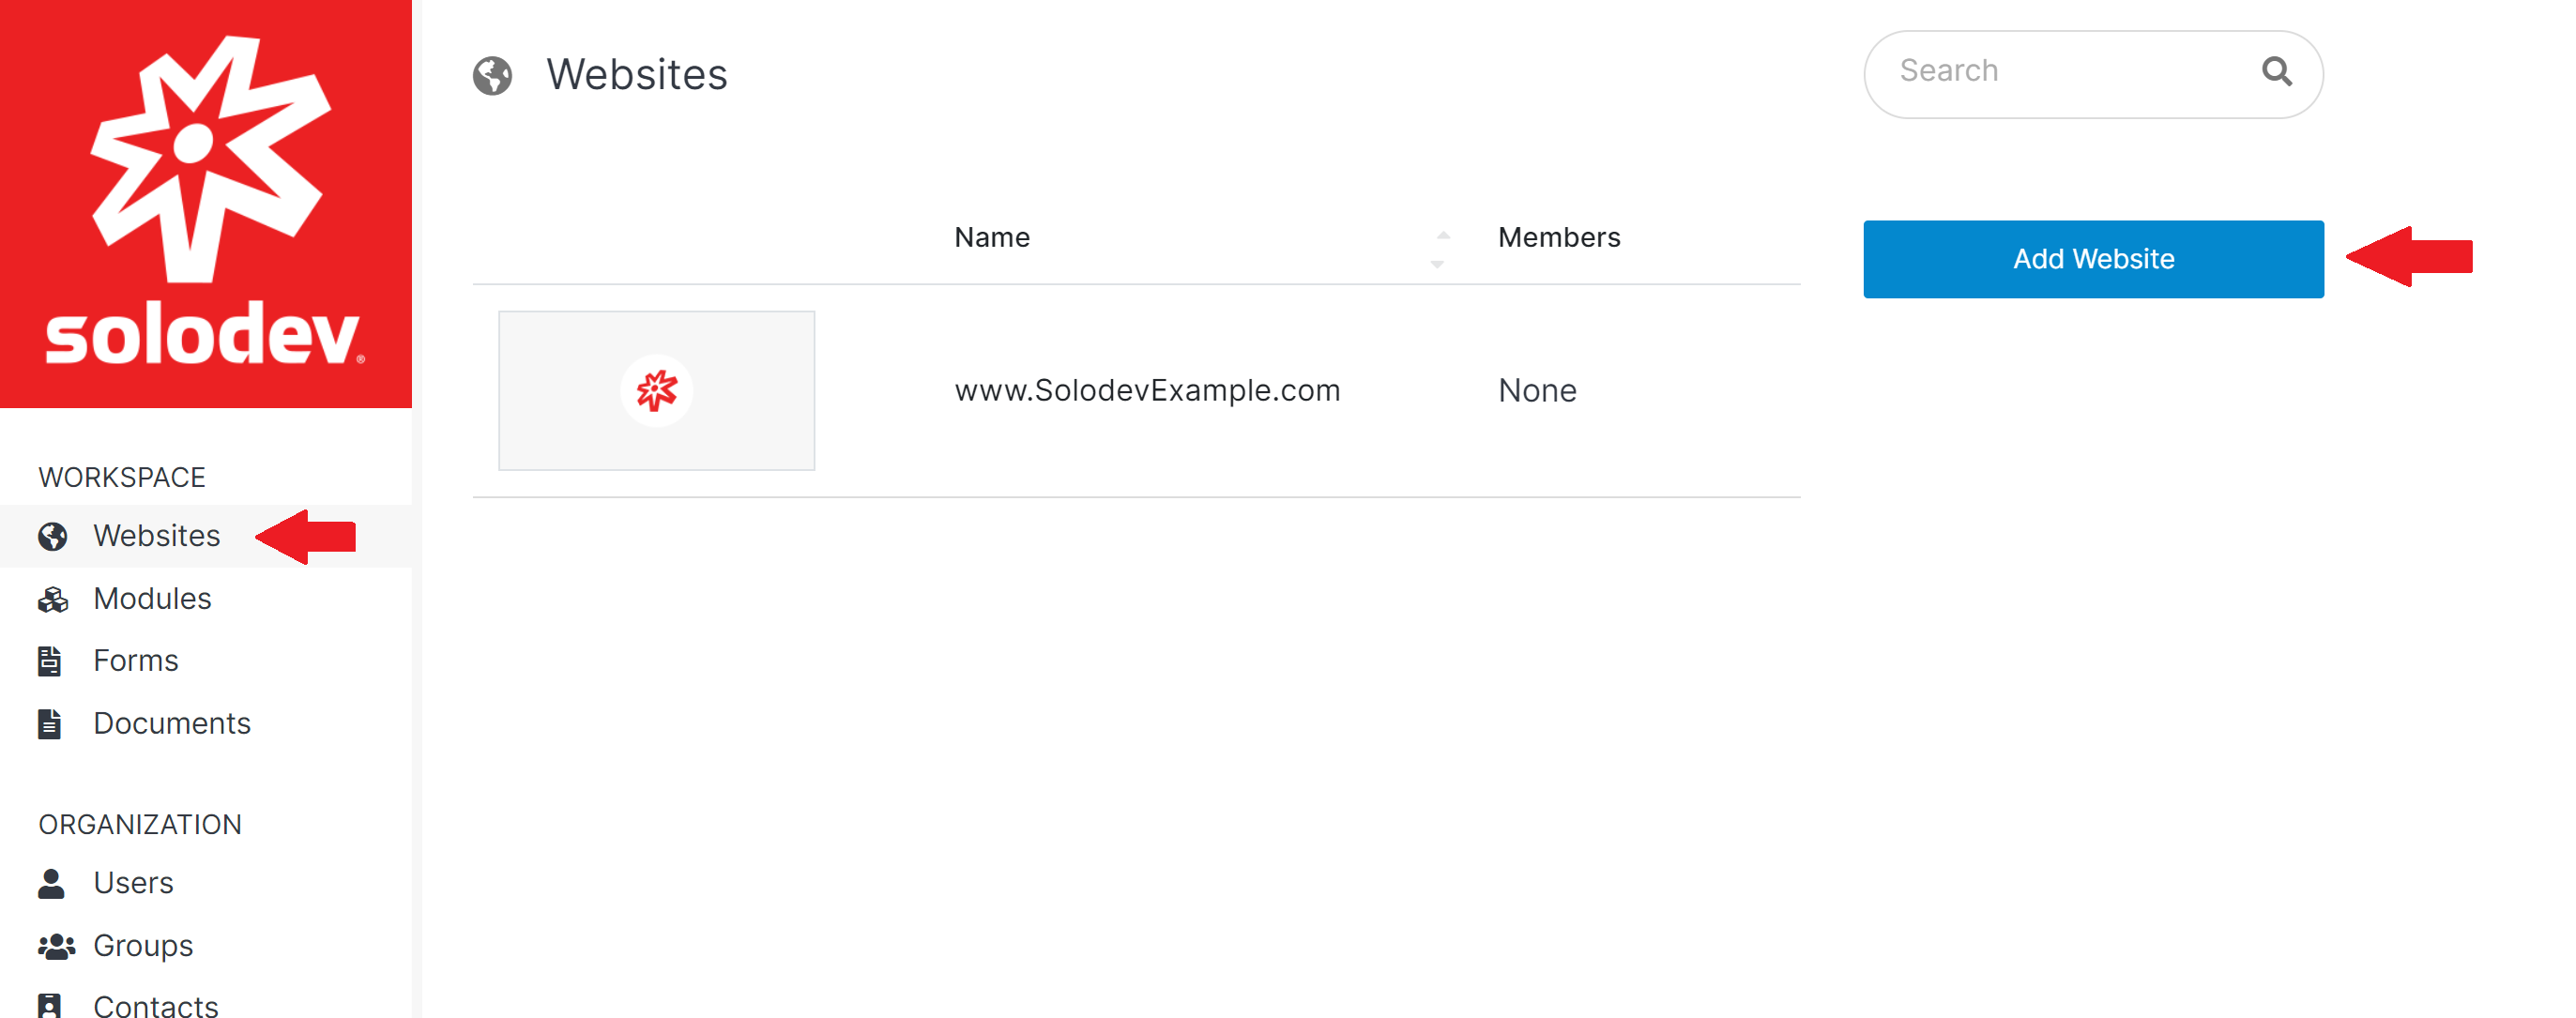 solodev®
WORKSPACE
Websites
Modules
Forms
Documents
ORGANIZATION
Users
Groups
Contacts
Websites
Search
Name
Members
Add Website
www.SolodevExample.com
None